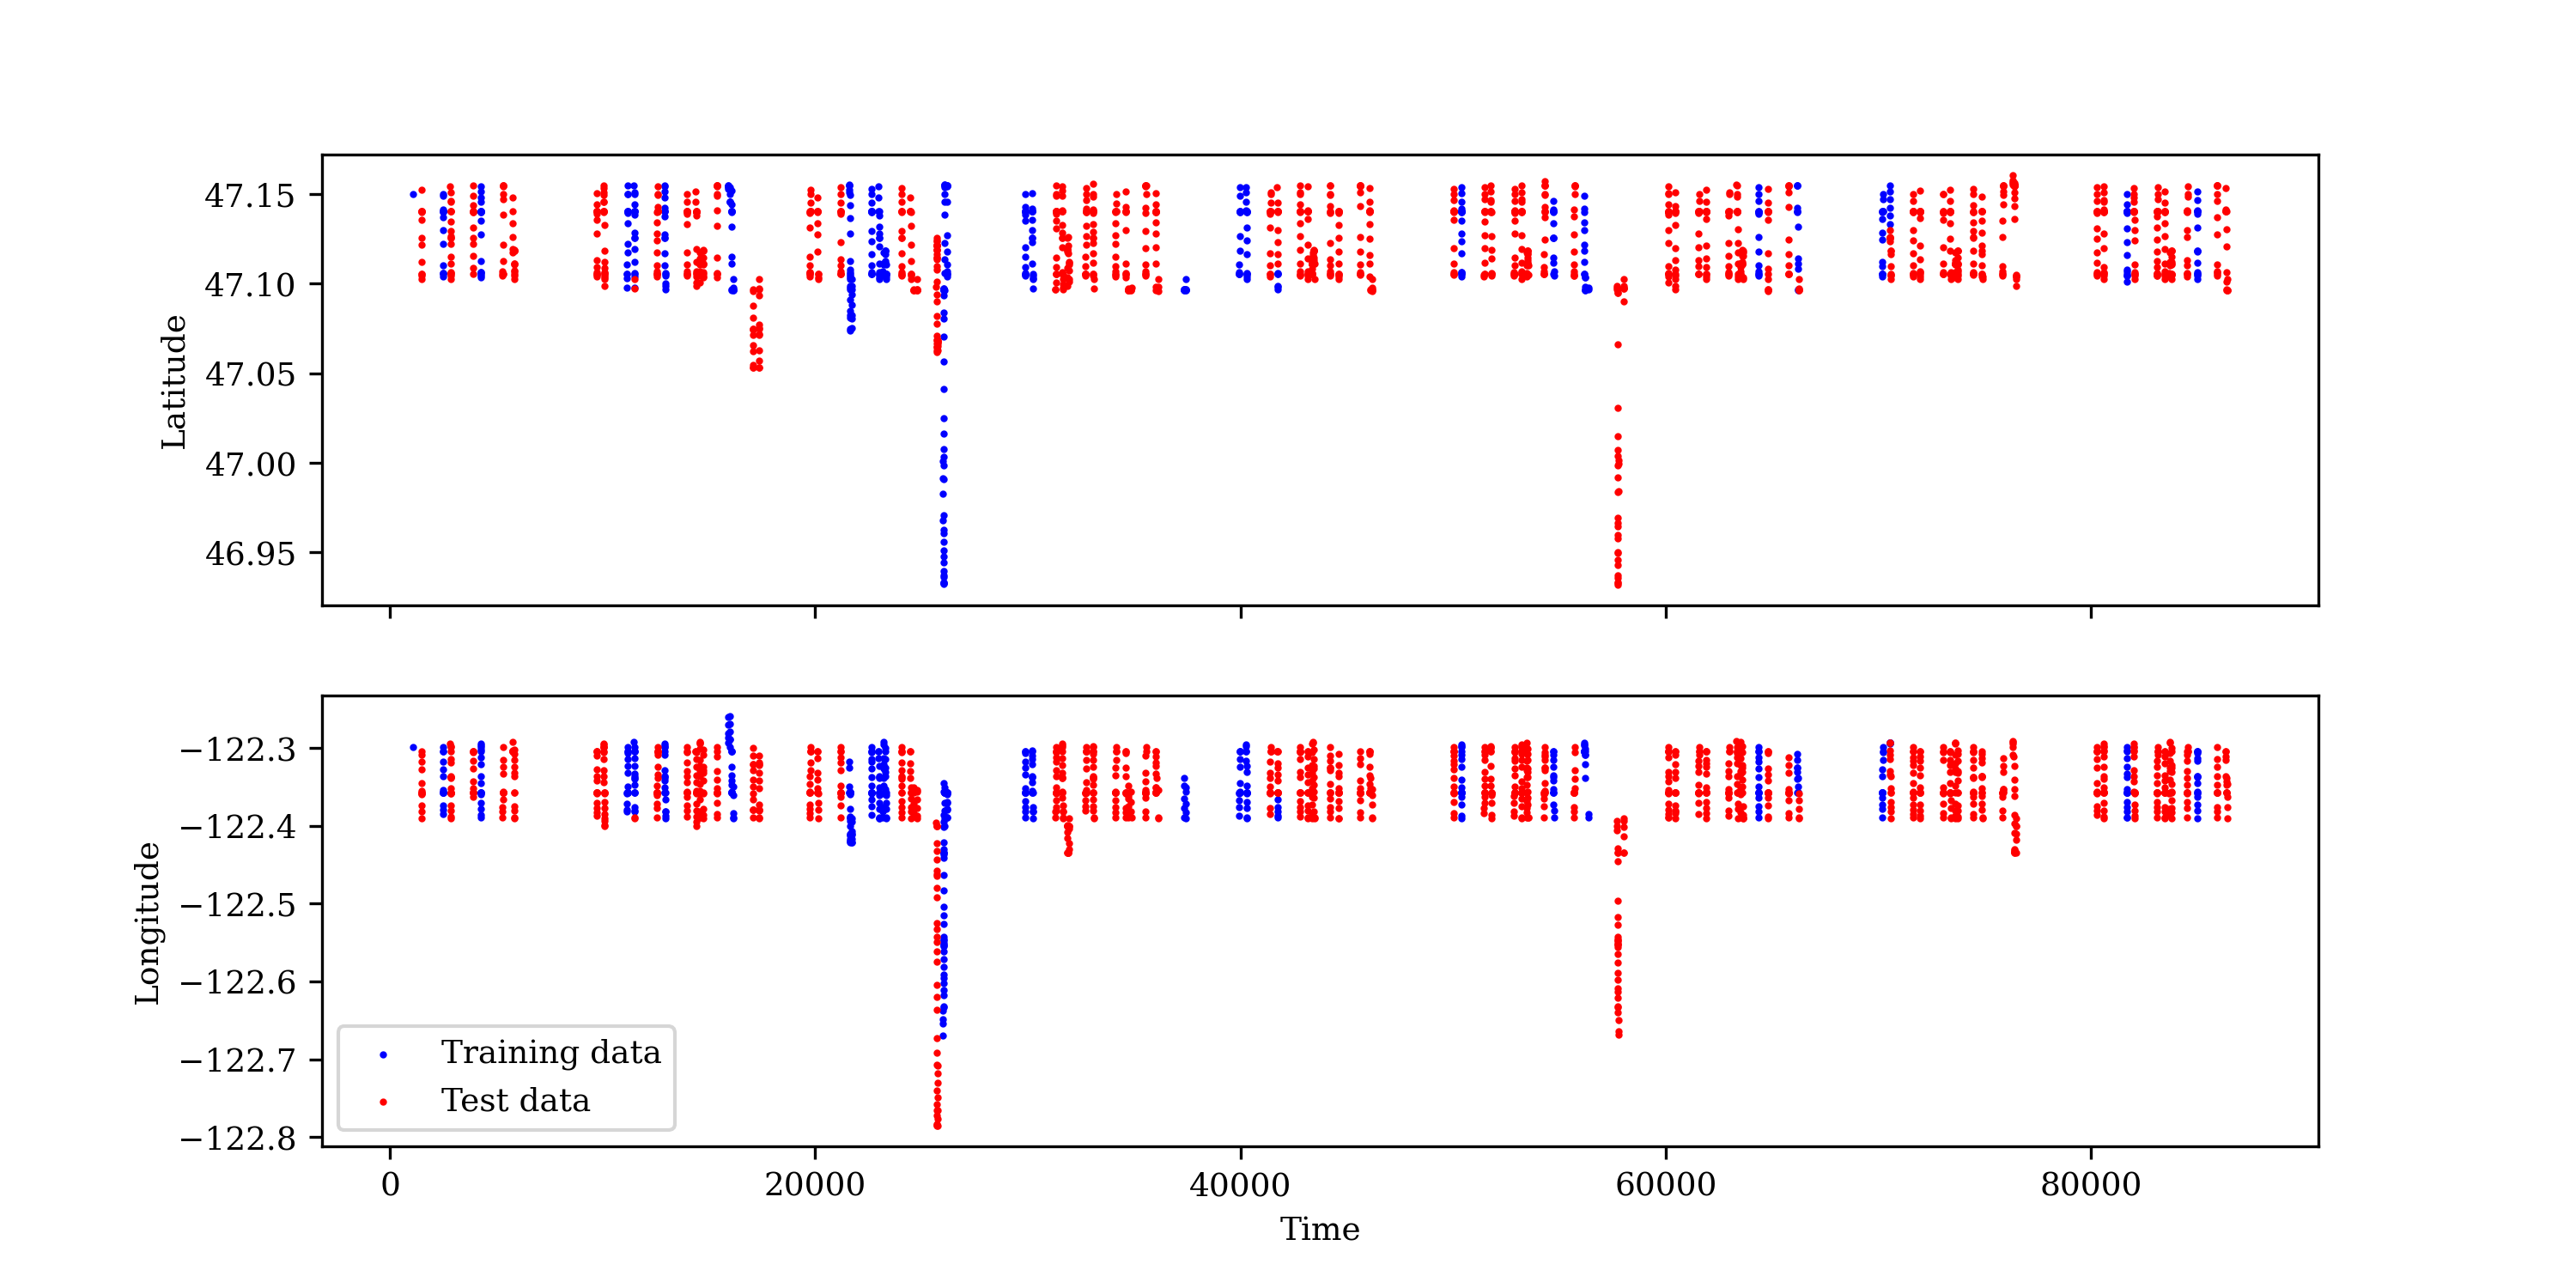 47.15
47.10
47.05
47.00
46.95
Latitude
−122.3
−122.4
−122.5
−122.6
−122.7
−122.8
Longitude
Training data
Test data
0 20000 40000 60000 80000
Time